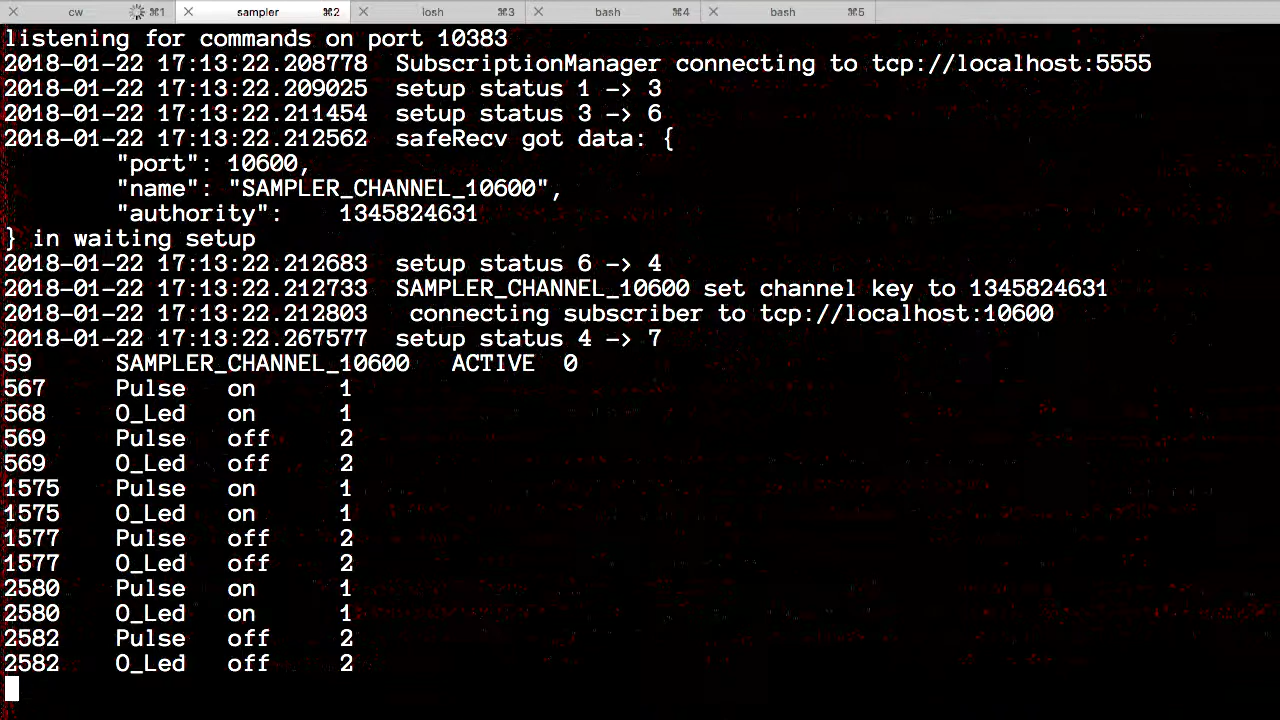 cw ⌘1 sampler ⌘2 losh ⌘3 bash ⌘4 bash ⌘5
listening for commands on port 10383
2018-01-22 17:13:22.208778  SubscriptionManager connecting to tcp://localhost:5555
2018-01-22 17:13:22.209025  setup status 1 -> 3
2018-01-22 17:13:22.211454  setup status 3 -> 6
2018-01-22 17:13:22.212562  safeRecv got data: {
        "port": 10600,
        "name": "SAMPLER_CHANNEL_10600",
        "authority":    1345824631
} in waiting setup
2018-01-22 17:13:22.212683  setup status 6 -> 4
2018-01-22 17:13:22.212733  SAMPLER_CHANNEL_10600 set channel key to 1345824631
2018-01-22 17:13:22.212803   connecting subscriber to tcp://localhost:10600
2018-01-22 17:13:22.267577  setup status 4 -> 7
59      SAMPLER_CHANNEL_10600   ACTIVE  0
567     Pulse   on      1
568     O_Led   on      1
569     Pulse   off     2
569     O_Led   off     2
1575    Pulse   on      1
1575    O_Led   on      1
1577    Pulse   off     2
1577    O_Led   off     2
2580    Pulse   on      1
2580    O_Led   on      1
2582    Pulse   off     2
2582    O_Led   off     2